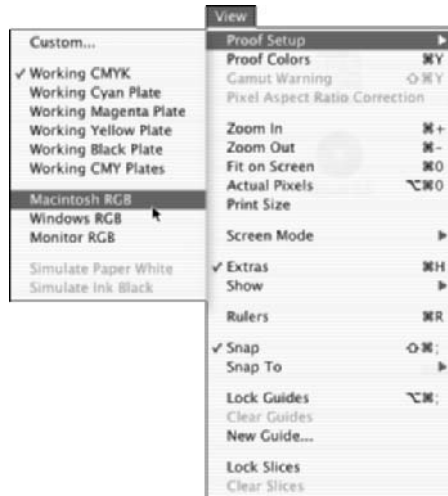 View
Proof Setup
Proof Colors ⌘Y
Gamut Warning ⇧⌘Y
Pixel Aspect Ratio Correction
Zoom In ⌘+
Zoom Out ⌘-
Fit on Screen ⌘0
Actual Pixels ⌥⌘0
Print Size
Screen Mode
✓ Extras ⌘H
Show
Rulers ⌘R
✓ Snap ⇧⌘;
Snap To
Lock Guides ⌥⌘;
Clear Guides
New Guide...
Lock Slices
Clear Slices
Custom...
✓ Working CMYK
Working Cyan Plate
Working Magenta Plate
Working Yellow Plate
Working Black Plate
Working CMY Plates
Macintosh RGB
Windows RGB
Monitor RGB
Simulate Paper White
Simulate Ink Black